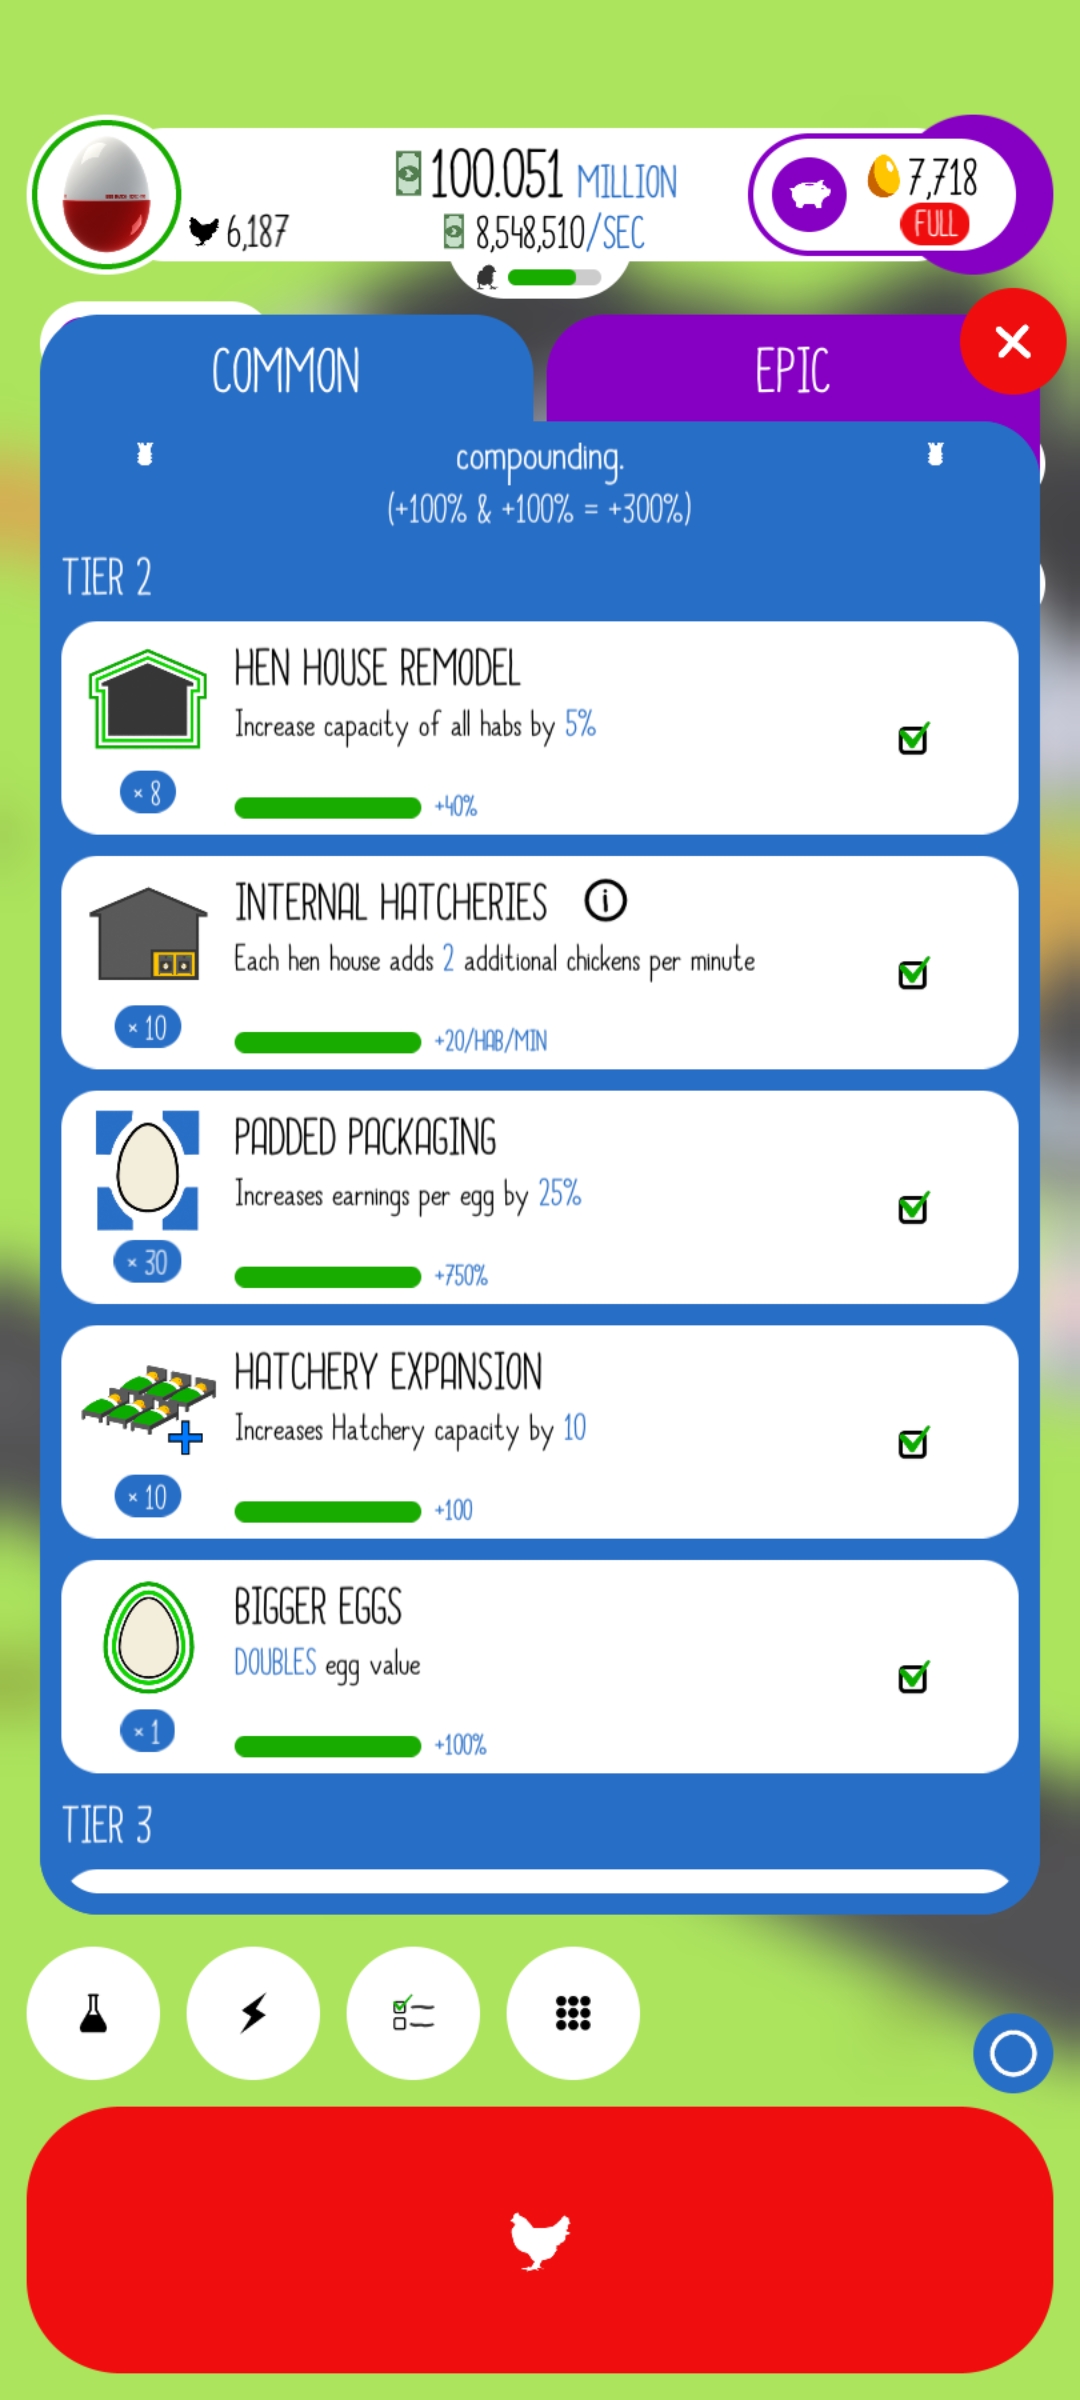 100.051 MILLION
6,187
8,548,510/SEC
7,718
FULL
COMMON
EPIC
compounding.
(+100% & +100% = +300%)
TIER 2
HEN HOUSE REMODEL
Increase capacity of all habs by 5%
× 8
+40%
INTERNAL HATCHERIES
Each hen house adds 2 additional chickens per minute
× 10
+20/HAB/MIN
PADDED PACKAGING
Increases earnings per egg by 25%
× 30
+750%
HATCHERY EXPANSION
Increases Hatchery capacity by 10
× 10
+100
BIGGER EGGS
DOUBLES egg value
× 1
+100%
TIER 3